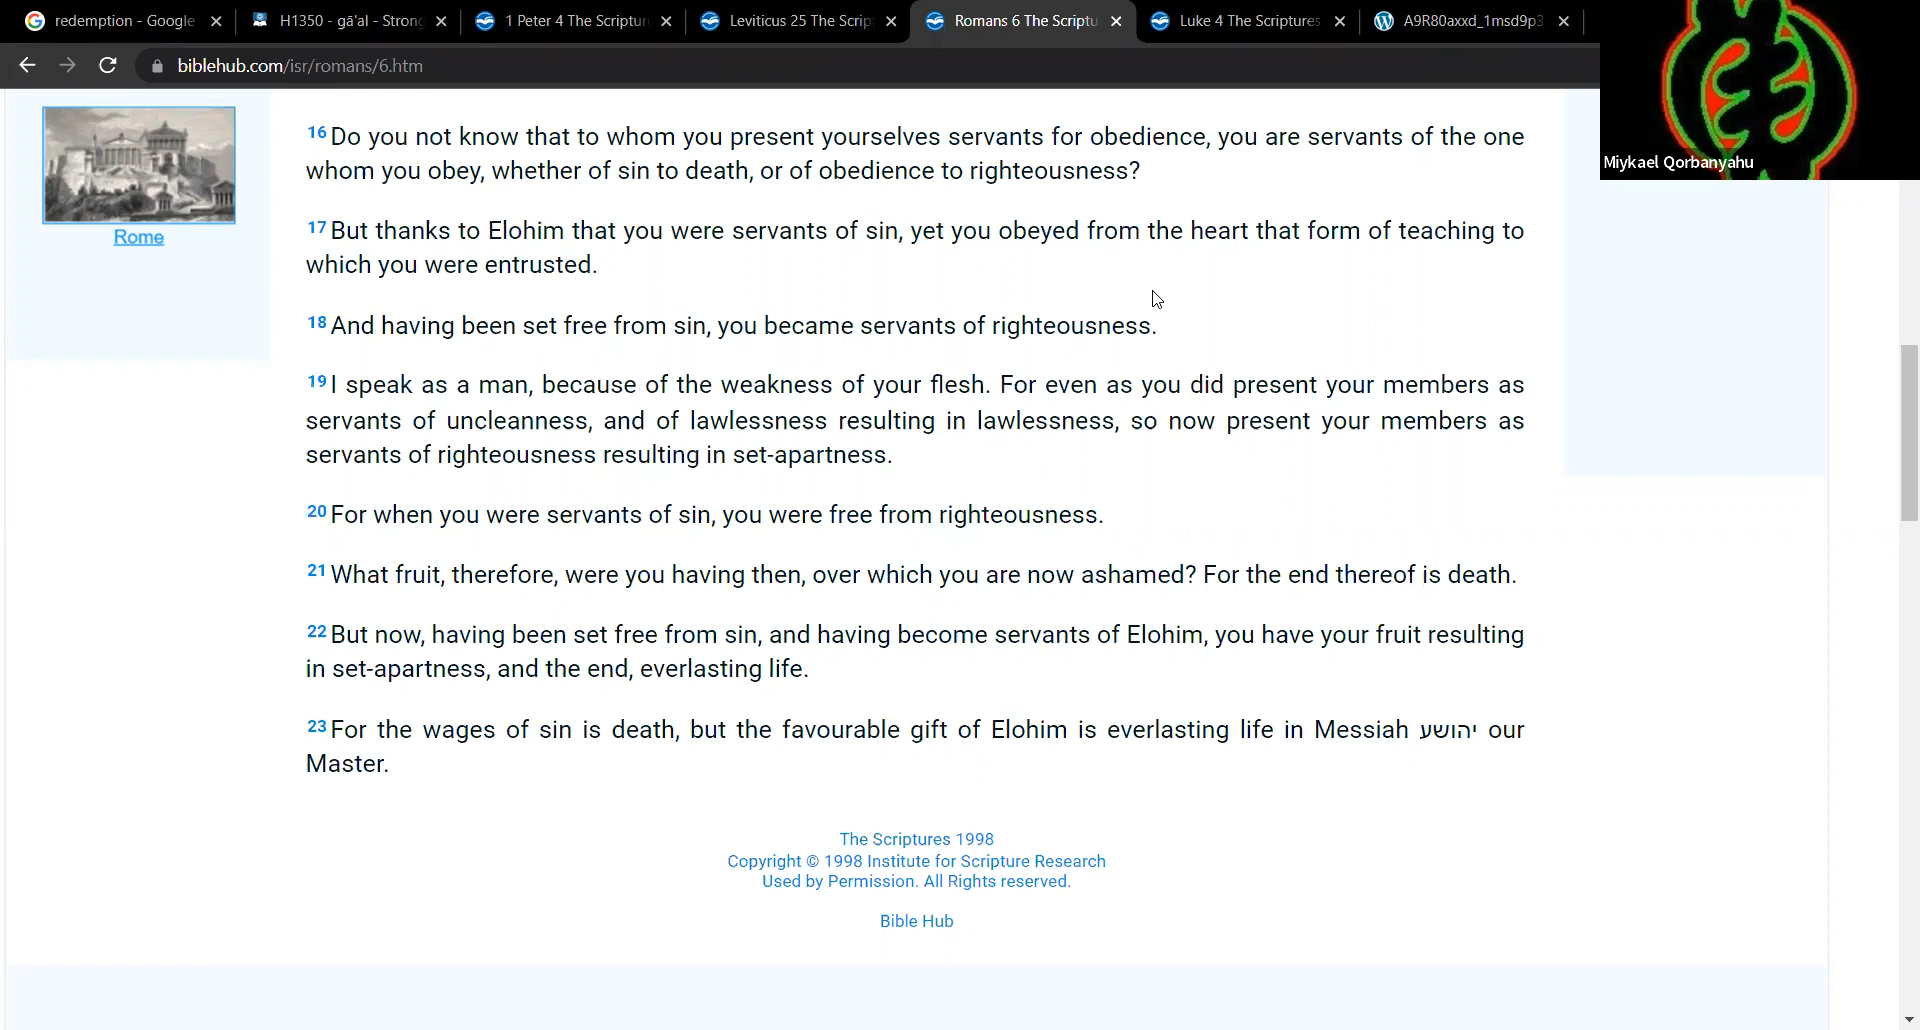 redemption - Google
H1350 - gā'al - Strong
1 Peter 4 The Scriptur
Leviticus 25 The Scrip
Romans 6 The Scriptu
Luke 4 The Scriptures
A9R80axxd_1msd9p3
biblehub.com/isr/romans/6.htm
Miykael Qorbanyahu
Rome
16 Do you not know that to whom you present yourselves servants for obedience, you are servants of the one
whom you obey, whether of sin to death, or of obedience to righteousness?
17 But thanks to Elohim that you were servants of sin, yet you obeyed from the heart that form of teaching to
which you were entrusted.
18 And having been set free from sin, you became servants of righteousness.
19 I speak as a man, because of the weakness of your flesh. For even as you did present your members as
servants of uncleanness, and of lawlessness resulting in lawlessness, so now present your members as
servants of righteousness resulting in set-apartness.
20 For when you were servants of sin, you were free from righteousness.
21 What fruit, therefore, were you having then, over which you are now ashamed? For the end thereof is death.
22 But now, having been set free from sin, and having become servants of Elohim, you have your fruit resulting
in set-apartness, and the end, everlasting life.
23 For the wages of sin is death, but the favourable gift of Elohim is everlasting life in Messiah יהושע our
Master.
The Scriptures 1998
Copyright © 1998 Institute for Scripture Research
Used by Permission. All Rights reserved.
Bible Hub